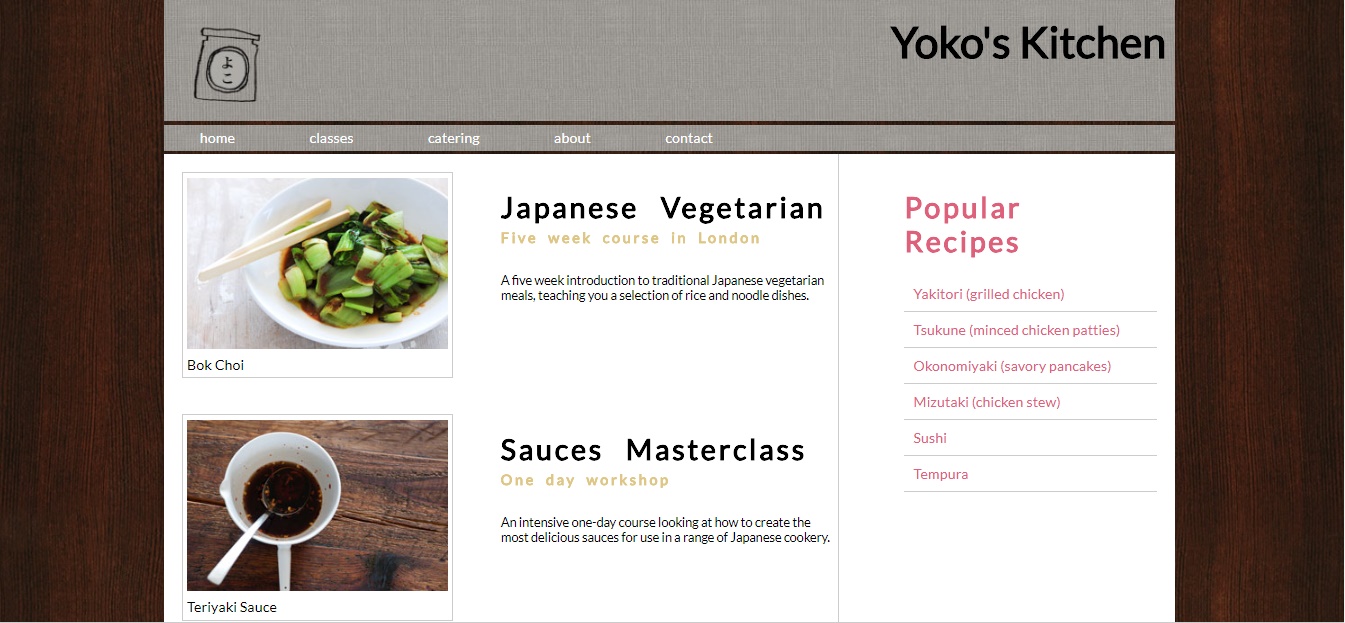 よ
こ
Yoko's Kitchen
home classes catering about contact
Bok Choi
Japanese Vegetarian
Five week course in London
A five week introduction to traditional Japanese vegetarian
meals, teaching you a selection of rice and noodle dishes.
Teriyaki Sauce
Sauces Masterclass
One day workshop
An intensive one-day course looking at how to create the
most delicious sauces for use in a range of Japanese cookery.
Popular
Recipes
Yakitori (grilled chicken)
Tsukune (minced chicken patties)
Okonomiyaki (savory pancakes)
Mizutaki (chicken stew)
Sushi
Tempura